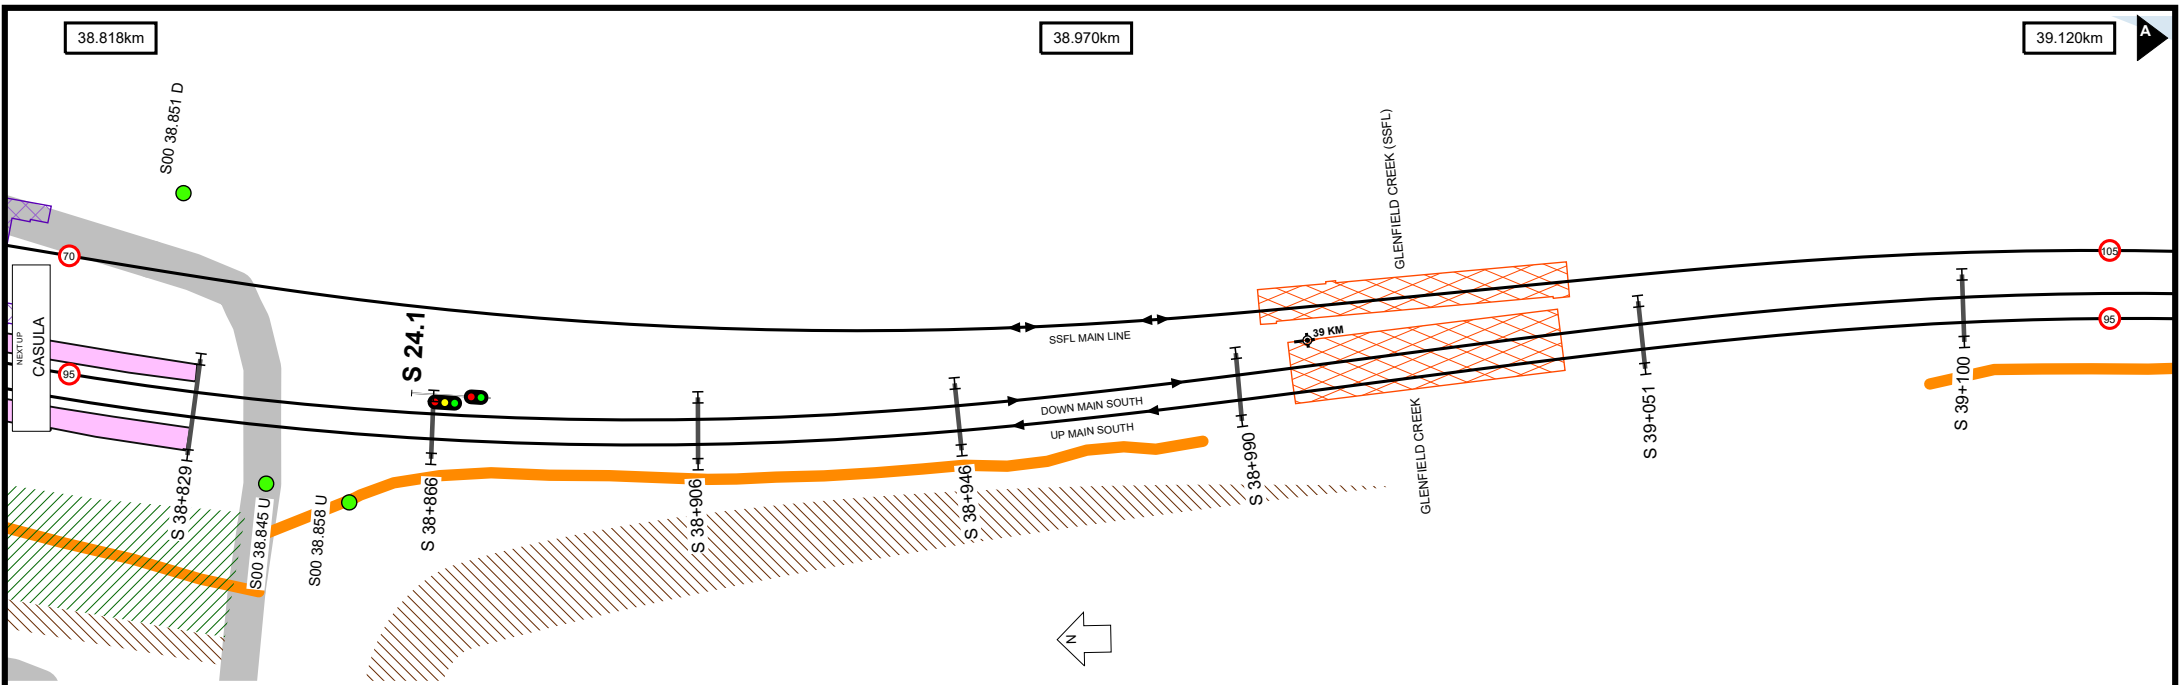 38.818km
38.970km
39.120km
A
S00 38.851 D
GLENFIELD CREEK (SSFL)
70
105
NEXT UP
CASULA
95
95
S 24.1
SSFL MAIN LINE
39 KM
DOWN MAIN SOUTH
UP MAIN SOUTH
GLENFIELD CREEK
S 38+829
S00 38.845 U
S00 38.858 U
S 38+866
S 38+906
S 38+946
S 38+990
S 39+051
S 39+100
N